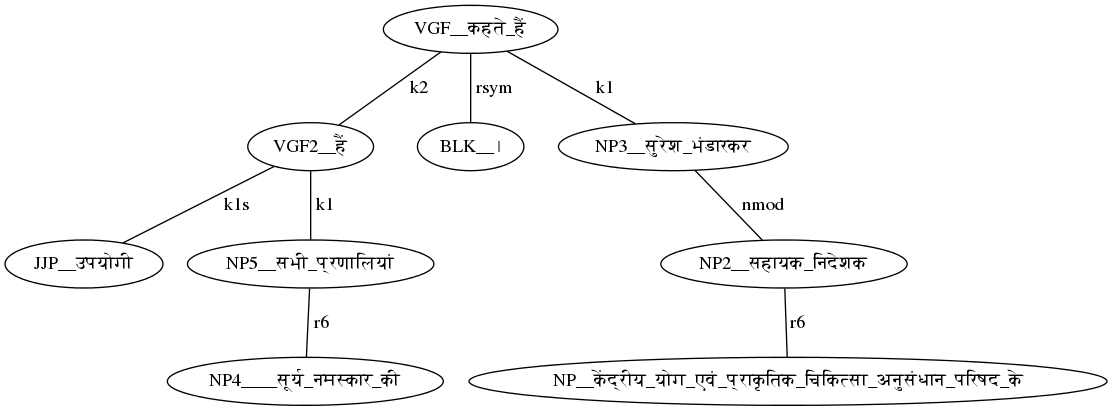 VGF__कहते_हैं
k2 rsym k1
VGF2__हैं BLK__। NP3__सुरेश_भंडारकर
k1s k1 nmod
JJP__उपयोगी NP5__सभी_प्रणालियां NP2__सहायक_निदेशक
r6 r6
NP4____सूर्य_नमस्कार_की NP__केंद्रीय_योग_एवं_प्राकृतिक_चिकित्सा_अनुसंधान_परिषद_के